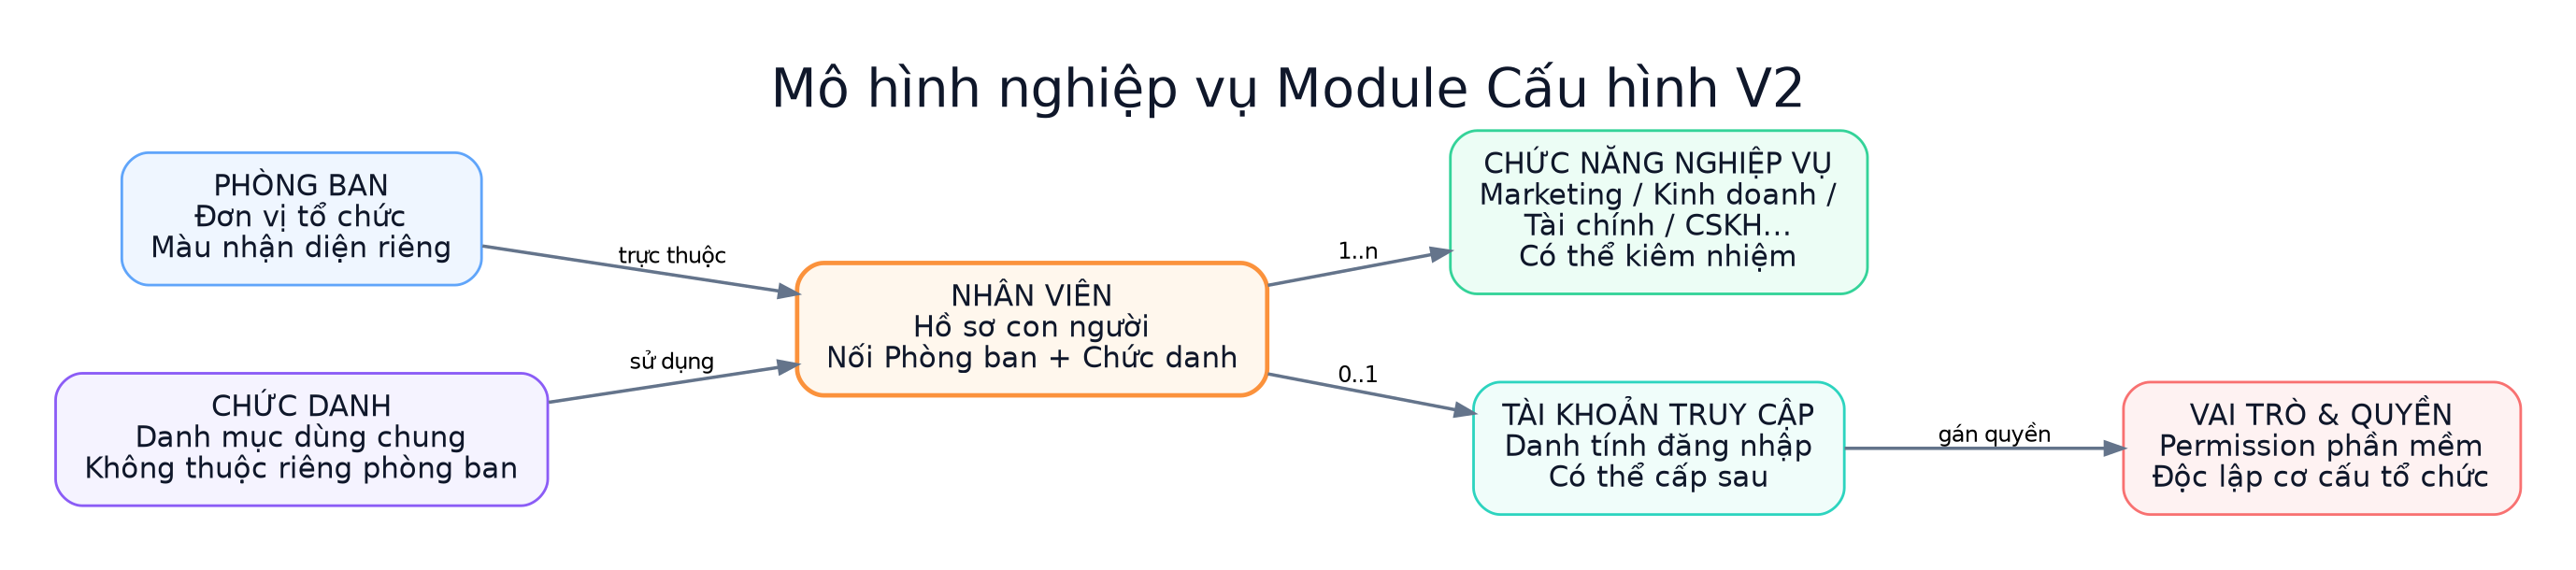 Mô hình nghiệp vụ Module Cấu hình V2
PHÒNG BAN
Đơn vị tổ chức
Màu nhận diện riêng
trực thuộc
CHỨC DANH
Danh mục dùng chung
Không thuộc riêng phòng ban
sử dụng
NHÂN VIÊN
Hồ sơ con người
Nối Phòng ban + Chức danh
1..n
CHỨC NĂNG NGHIỆP VỤ
Marketing / Kinh doanh /
Tài chính / CSKH...
Có thể kiêm nhiệm
0..1
TÀI KHOẢN TRUY CẬP
Danh tính đăng nhập
Có thể cấp sau
gán quyền
VAI TRÒ & QUYỀN
Permission phần mềm
Độc lập cơ cấu tổ chức